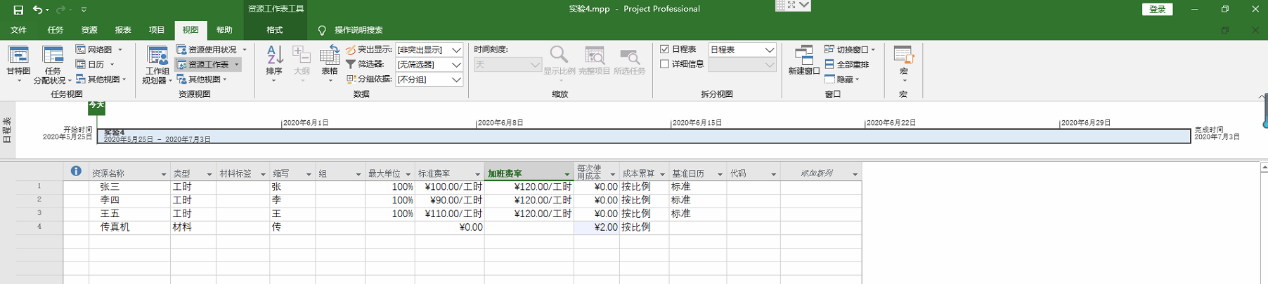 资源工作表工具
实验4.mpp - Project Professional
登录
文件 任务 资源 报表 项目 视图 帮助 格式 操作说明搜索
甘特图
任务
分配状况
网络图
日历
其他视图
任务视图
工作组
规划器
资源使用状况
资源工作表
其他视图
资源视图
排序
大纲
表格
突出显示: [非突出显示]
筛选器: [无筛选器]
分组依据: [不分组]
数据
时间刻度:
天
显示比例
完整项目
所选任务
缩放
日程表 日程表
详细信息
拆分视图
新建窗口
切换窗口
全部重排
隐藏
窗口
宏
宏
日程表
今天
2020年6月1日 2020年6月8日 2020年6月15日 2020年6月22日 2020年6月29日
开始时间
2020年5月25日
实验4
2020年5月25日 - 2020年7月3日
完成时间
2020年7月3日
资源名称 类型 材料标签 缩写 组 最大单位 标准费率 加班费率 每次使用成本 成本累算 基准日历 代码 添加新列
1 张三 工时 张 100% ¥100.00/工时 ¥120.00/工时 ¥0.00 按比例 标准
2 李四 工时 李 100% ¥90.00/工时 ¥120.00/工时 ¥0.00 按比例 标准
3 王五 工时 王 100% ¥110.00/工时 ¥120.00/工时 ¥0.00 按比例 标准
4 传真机 材料 传 ¥0.00 ¥2.00 按比例